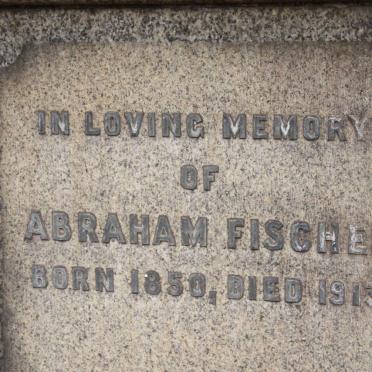 IN LOVING MEMORY
OF
ABRAHAM FISCHE
BORN 1850, DIED 191